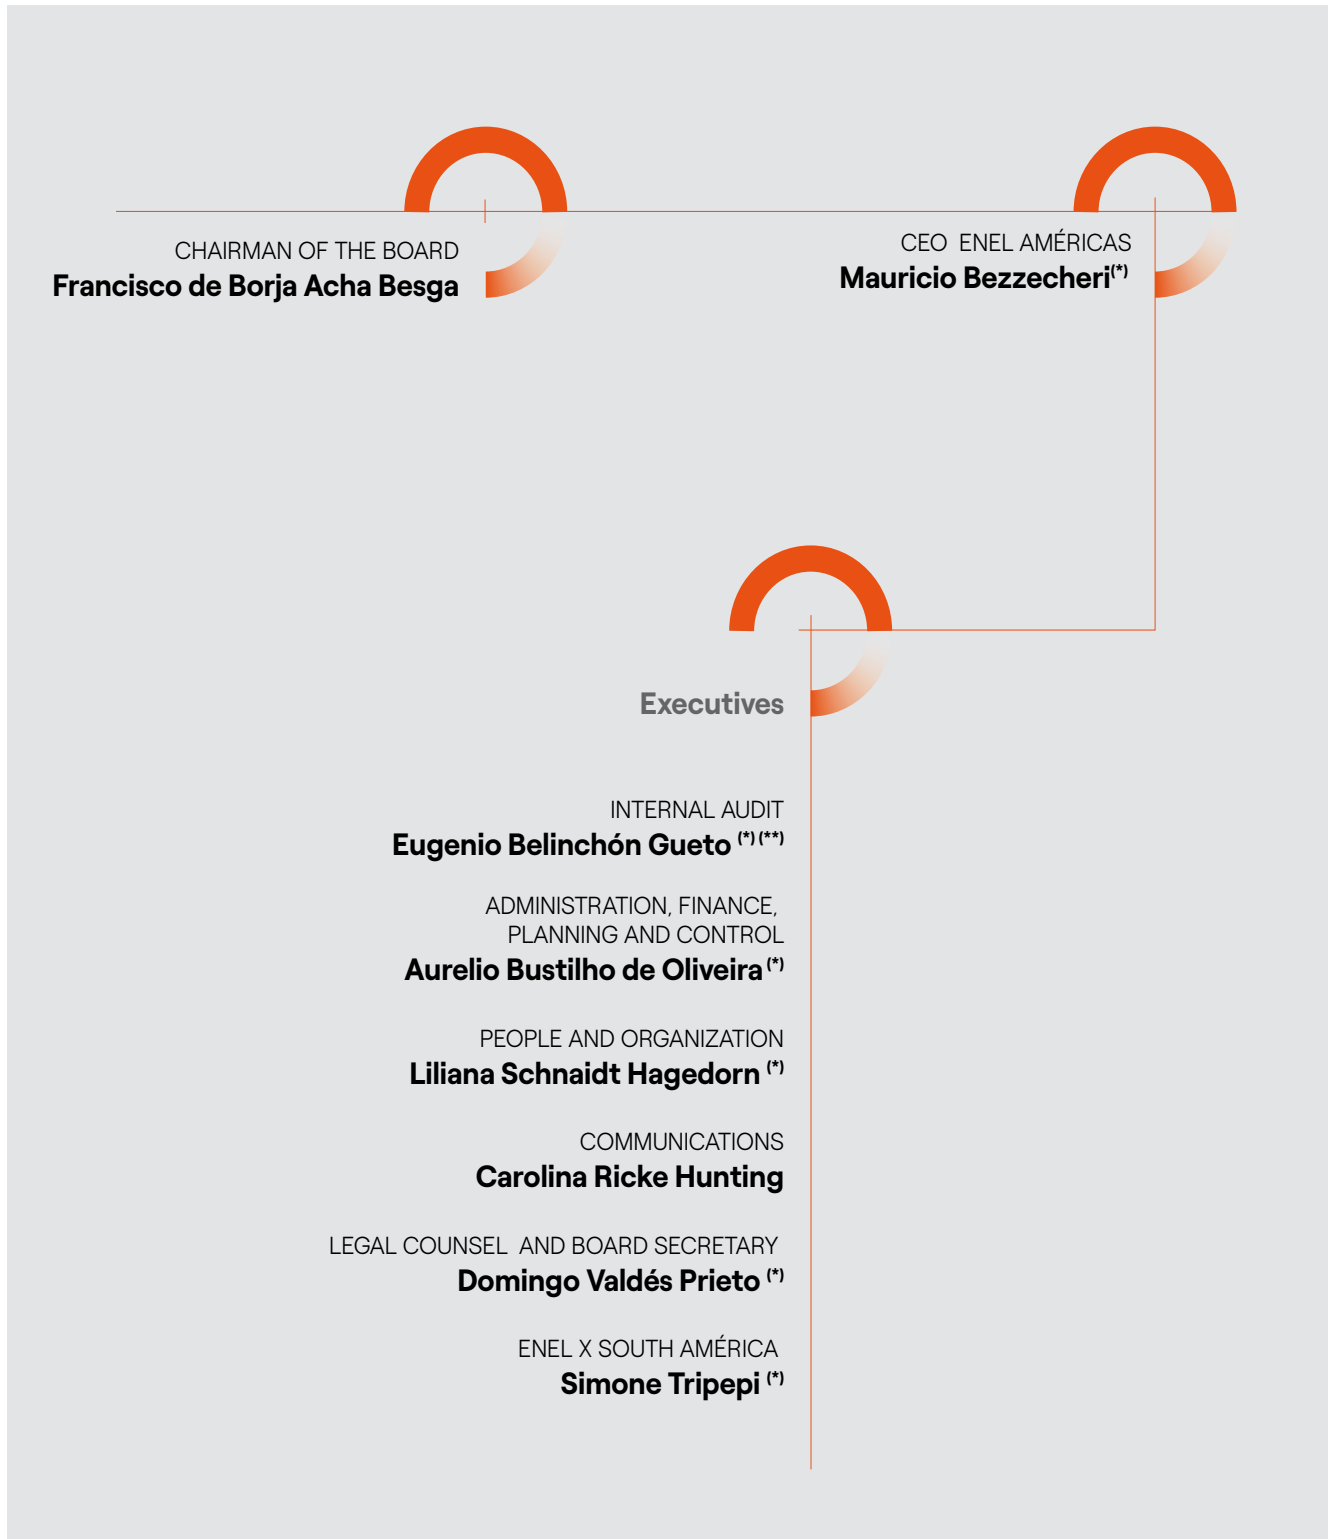 CHAIRMAN OF THE BOARD
Francisco de Borja Acha Besga
CEO ENEL AMÉRICAS
Mauricio Bezzecheri(*)
Executives
INTERNAL AUDIT
Eugenio Belinchón Gueto (*) (**)
ADMINISTRATION, FINANCE,
PLANNING AND CONTROL
Aurelio Bustilho de Oliveira (*)
PEOPLE AND ORGANIZATION
Liliana Schnaidt Hagedorn (*)
COMMUNICATIONS
Carolina Ricke Hunting
LEGAL COUNSEL AND BOARD SECRETARY
Domingo Valdés Prieto (*)
ENEL X SOUTH AMÉRICA
Simone Tripepi (*)